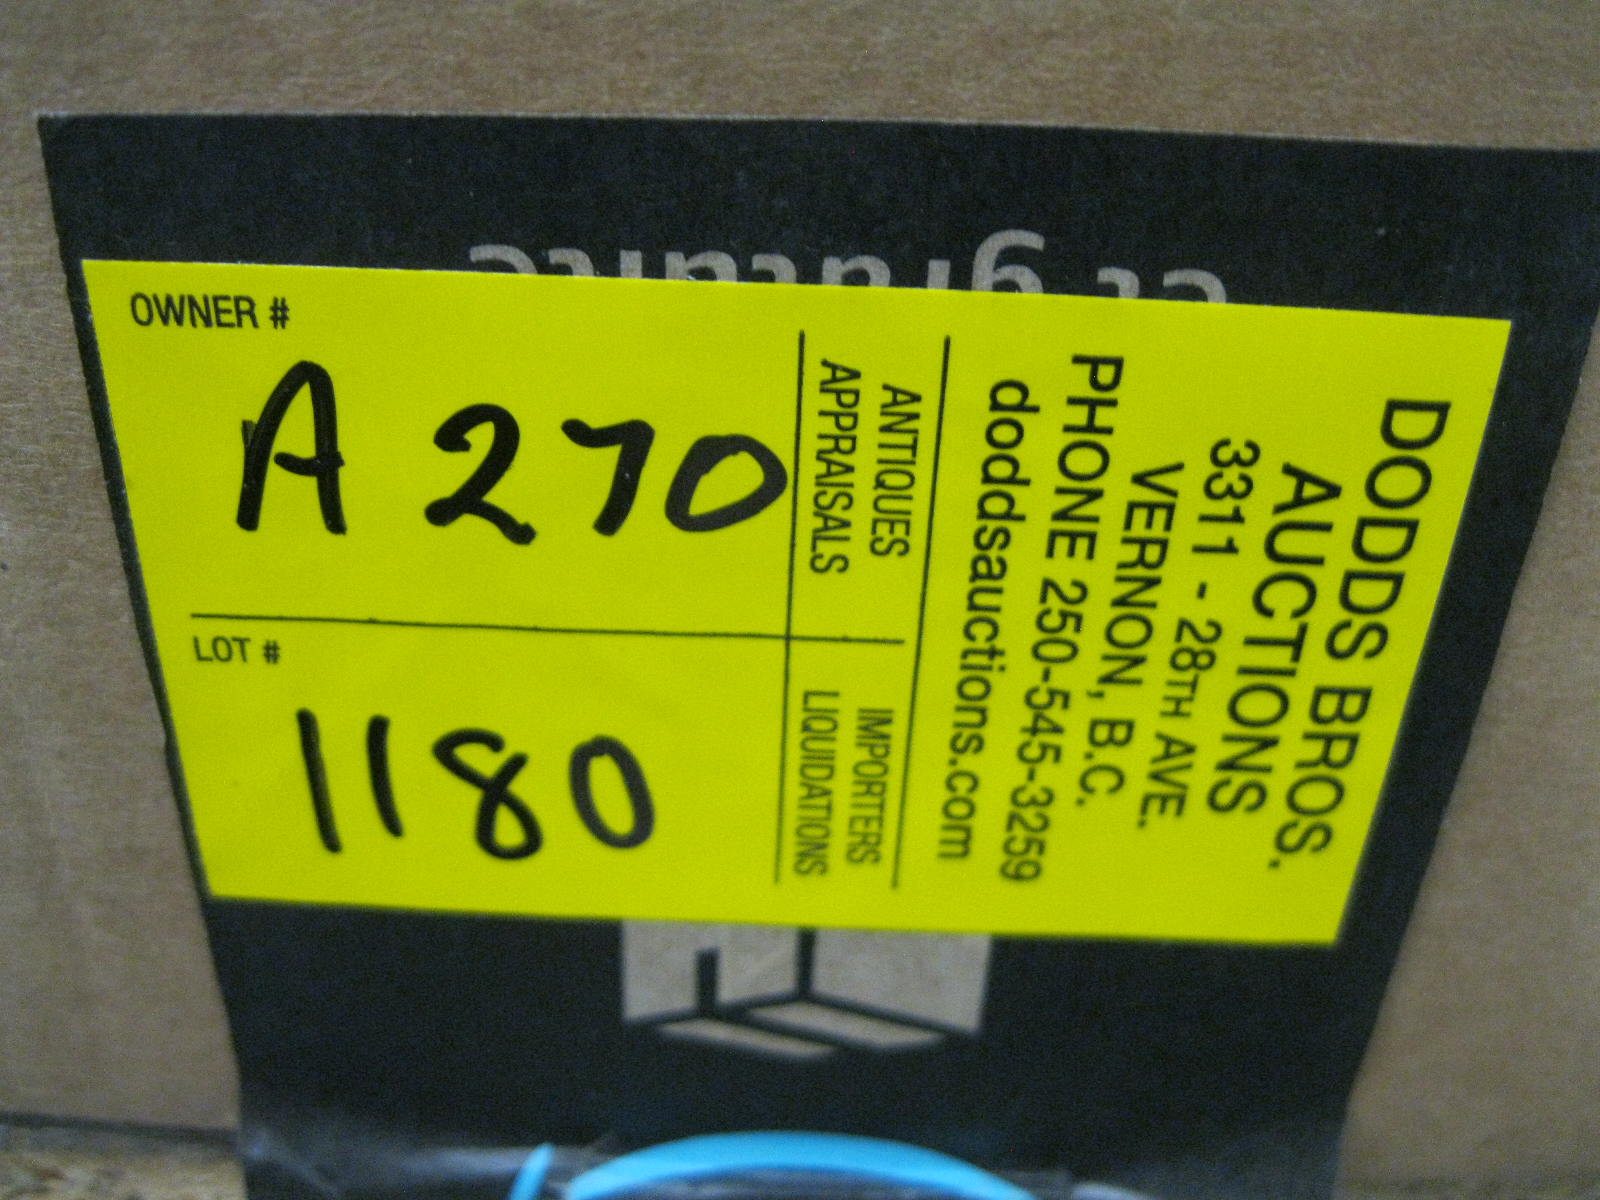 OWNER #
A 270
LOT #
1180
ANTIQUES
APPRAISALS
IMPORTERS
LIQUIDATIONS
DODDS BROS.
AUCTIONS
3311 - 28TH AVE.
VERNON, B.C.
PHONE 250-545-3259
doddsauctions.com